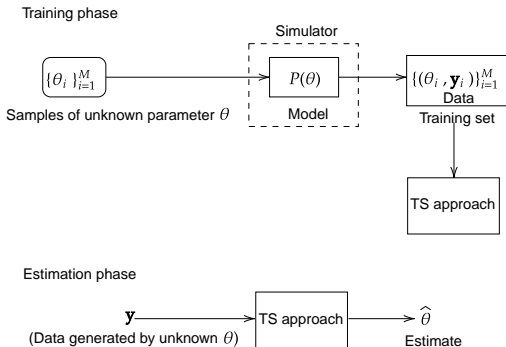 Training phase
Simulator
{θ_i}_{i=1}^M
P(θ)
{(θ_i, y_i)}_{i=1}^M
Data
Samples of unknown parameter θ
Model
Training set
TS approach
Estimation phase
y
TS approach
θ̂
(Data generated by unknown θ)
Estimate